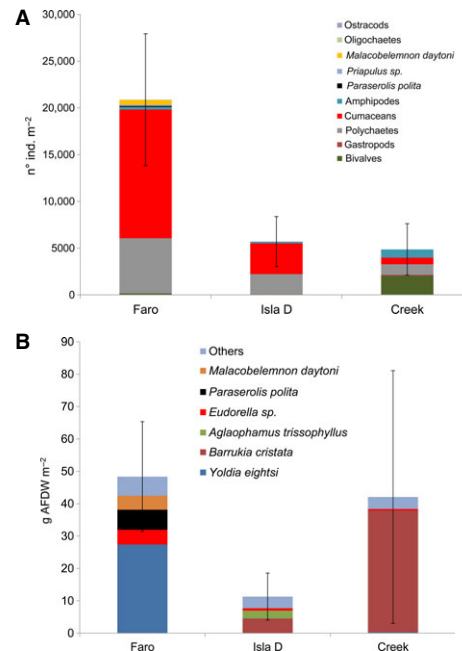 A
30,000
25,000
20,000
15,000
10,000
5000
0
n° ind. m⁻²
Ostracods
Oligochaetes
Malacobelemnon daytoni
Priapulus sp.
Paraserolis polita
Amphipodes
Cumaceans
Polychaetes
Gastropods
Bivalves
Faro Isla D Creek
B
90
80
70
60
50
40
30
20
10
0
g AFDW m⁻²
Others
Malacobelemnon daytoni
Paraserolis polita
Eudorella sp.
Aglaophamus trissophyllus
Barrukia cristata
Yoldia eightsi
Faro Isla D Creek